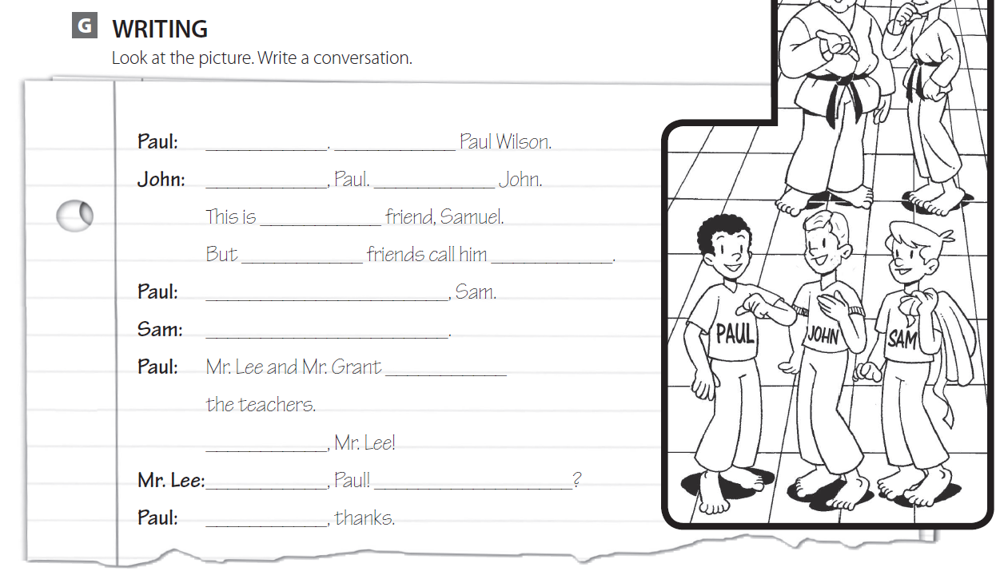 G WRITING
Look at the picture. Write a conversation.
Paul: ____________. ____________ Paul Wilson.
John: ____________, Paul. ____________ John.
This is ____________ friend, Samuel.
But ____________ friends call him ____________.
Paul: ________________________, Sam.
Sam: ________________________.
Paul: Mr. Lee and Mr. Grant ____________
the teachers.
____________, Mr. Lee!
Mr. Lee:____________, Paul! ____________________?
Paul: ____________, thanks.
PAUL
JOHN
SAM